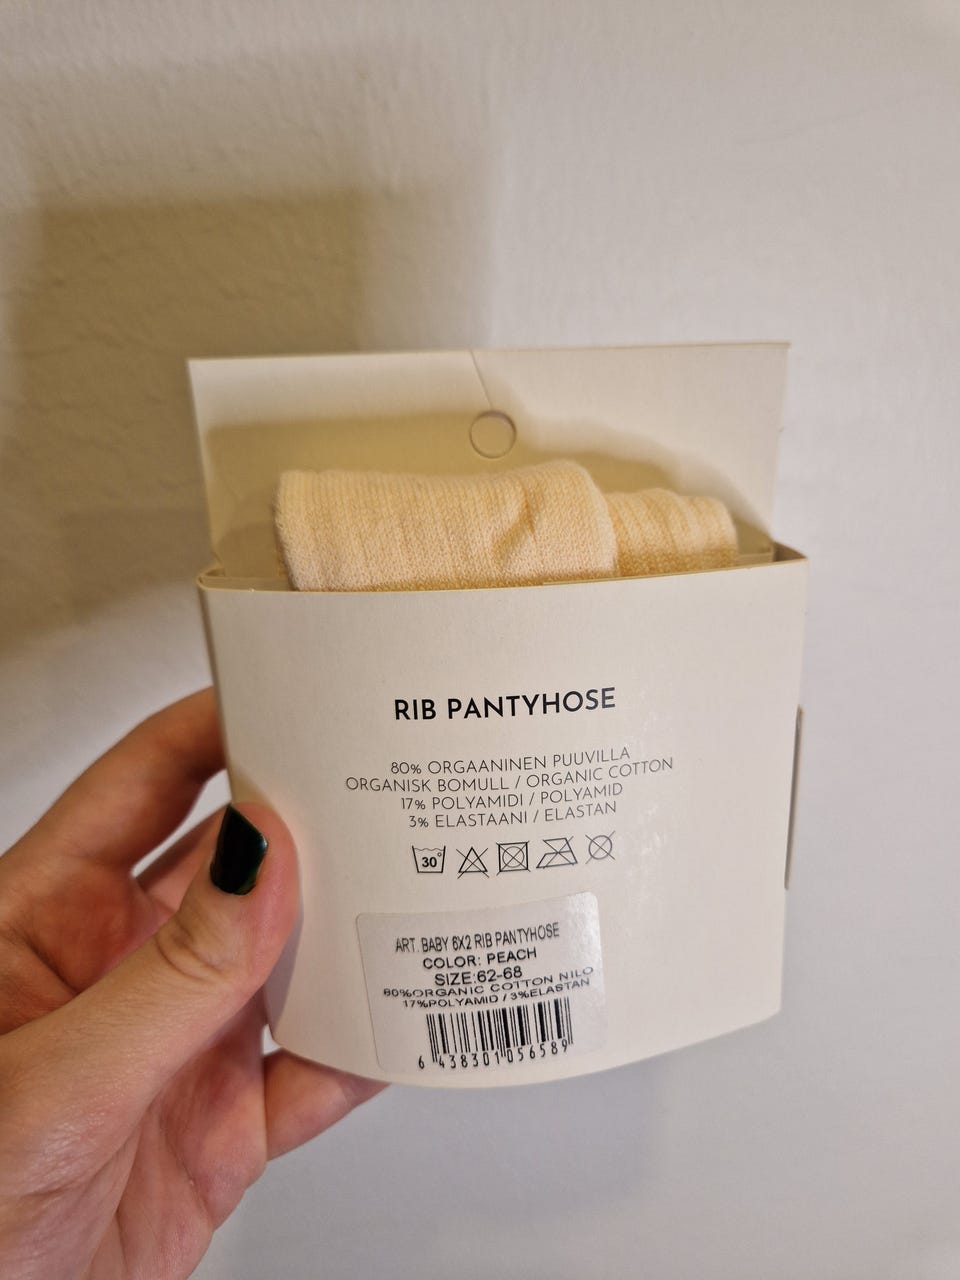 RIB PANTYHOSE
80% ORGAANINEN PUUVILLA
ORGANISK BOMULL / ORGANIC COTTON
17% POLYAMIDI / POLYAMID
3% ELASTAANI / ELASTAN
30°
ART. BABY 6X2 RIB PANTYHOSE
COLOR: PEACH
SIZE:62-68
80%ORGANIC COTTON NILO
17%POLYAMID / 3%ELASTAN
6 438301 056589